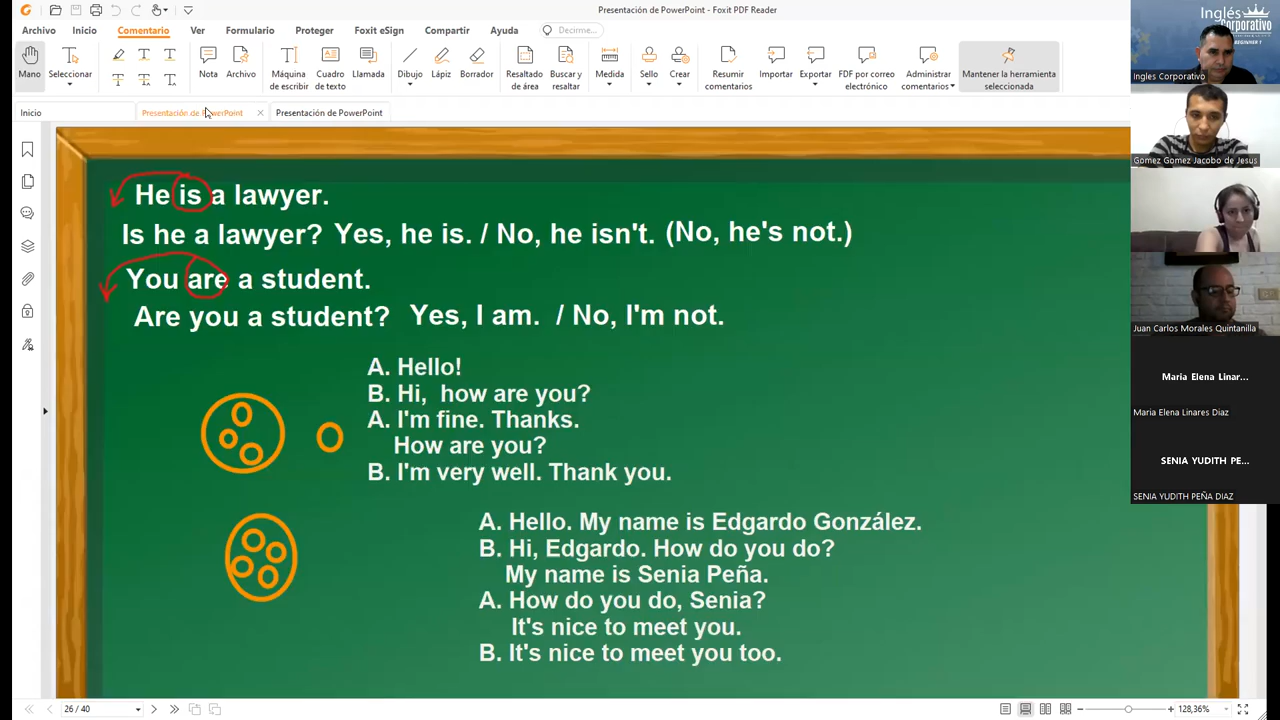 Presentación de PowerPoint - Foxit PDF Reader
Archivo Inicio Comentario Ver Formulario Proteger Foxit eSign Compartir Ayuda Decirme...
Mano
Seleccionar
Nota
Archivo
Máquina de escribir
Cuadro de texto
Llamada
Dibujo
Lápiz
Borrador
Resaltado de área
Buscar y resaltar
Medida
Sello
Crear
Resumir comentarios
Importar
Exportar
PDF por correo electrónico
Administrar comentarios
Mantener la herramienta seleccionada
Inicio
Presentación de PowerPoint
Presentación de PowerPoint
He is a lawyer.
Is he a lawyer? Yes, he is. / No, he isn't. (No, he's not.)
You are a student.
Are you a student? Yes, I am. / No, I'm not.
A. Hello!
B. Hi, how are you?
A. I'm fine. Thanks.
How are you?
B. I'm very well. Thank you.
A. Hello. My name is Edgardo González.
B. Hi, Edgardo. How do you do?
My name is Senia Peña.
A. How do you do, Senia?
It's nice to meet you.
B. It's nice to meet you too.
Inglés
Corporativo
BEGINNER 1
Ingles Corporativo
Gomez Gomez Jacobo de Jesus
Juan Carlos Morales Quintanilla
Maria Elena Linar...
Maria Elena Linares Diaz
SENIA YUDITH PE...
SENIA YUDITH PEÑA DIAZ
26 / 40
128,36%